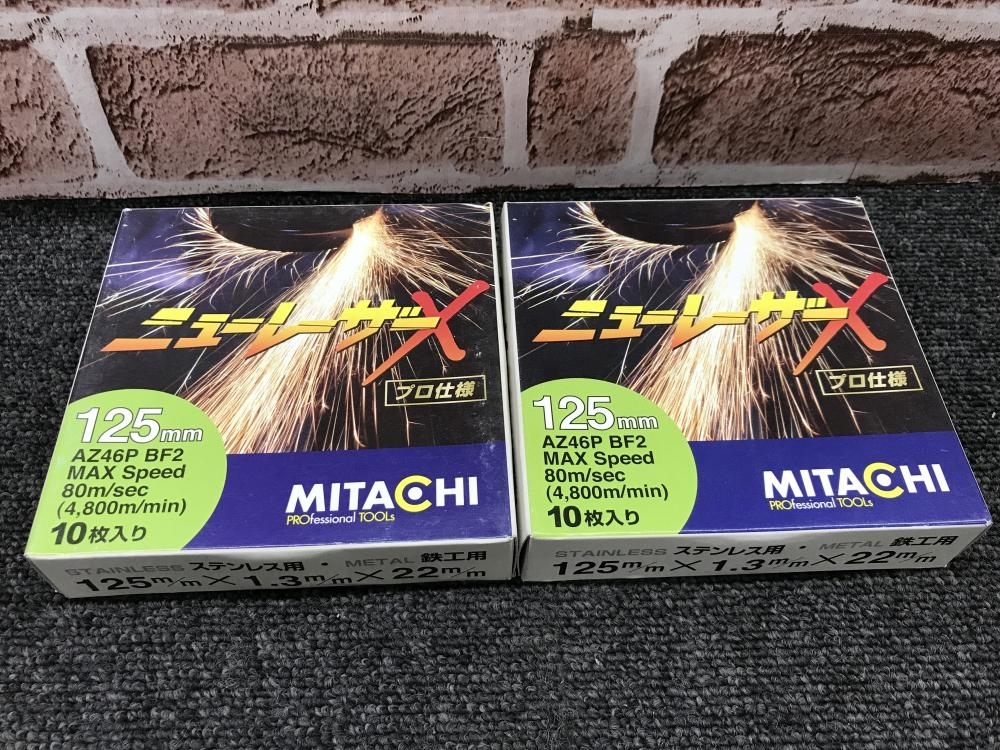 ニューレーザーX
プロ仕様
125mm
AZ46P BF2
MAX Speed
80m/sec
(4,800m/min)
10枚入り
MITACHI
PROfessional TOOLs
STAINLESS ステンレス用 ・ METAL 鉄工用
125m/m × 1.3m/m × 22m/m
ニューレーザーX
プロ仕様
125mm
AZ46P BF2
MAX Speed
80m/sec
(4,800m/min)
10枚入り
MITACHI
PROfessional TOOLs
STAINLESS ステンレス用 ・ METAL 鉄工用
125m/m × 1.3m/m × 22m/m